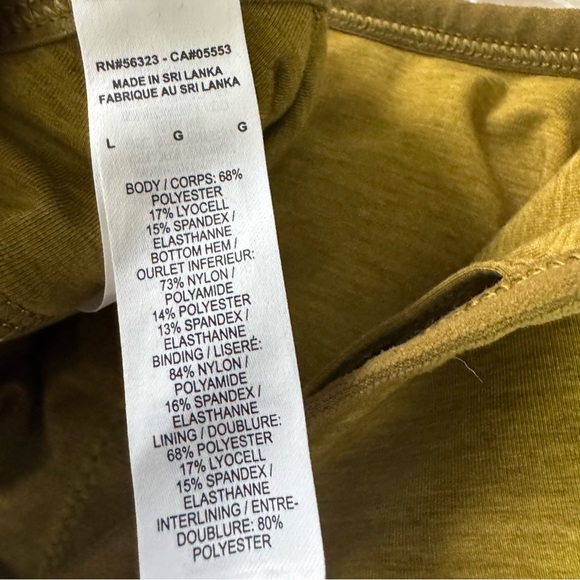 RN#56323 - CA#05553
MADE IN SRI LANKA
FABRIQUE AU SRI LANKA
L G G
BODY / CORPS: 68%
POLYESTER
17% LYOCELL
15% SPANDEX /
ELASTHANNE
BOTTOM HEM /
OURLET INFERIEUR:
73% NYLON /
POLYAMIDE
14% POLYESTER
13% SPANDEX /
ELASTHANNE
BINDING / LISERÉ:
84% NYLON /
POLYAMIDE
16% SPANDEX /
ELASTHANNE
LINING / DOUBLURE:
68% POLYESTER
17% LYOCELL
15% SPANDEX /
ELASTHANNE
INTERLINING / ENTRE-
DOUBLURE: 80%
POLYESTER